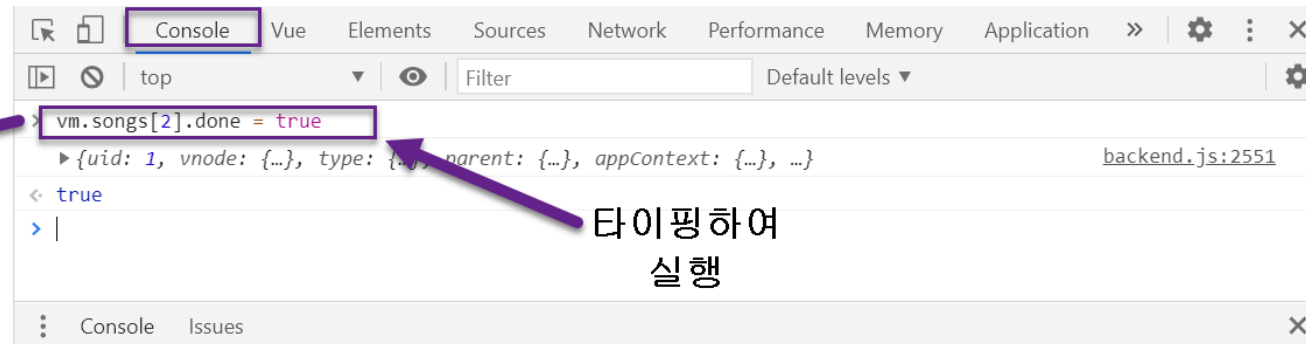 Console Vue Elements Sources Network Performance Memory Application »
top ▼ Filter Default levels ▼
> vm.songs[2].done = true
▶ {uid: 1, vnode: {…}, type: {…}, parent: {…}, appContext: {…}, …} backend.js:2551
<· true
>
타이핑하여
실행
Console Issues